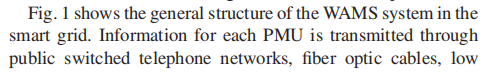 Fig. 1 shows the general structure of the WAMS system in the
smart grid. Information for each PMU is transmitted through
public switched telephone networks, fiber optic cables, low